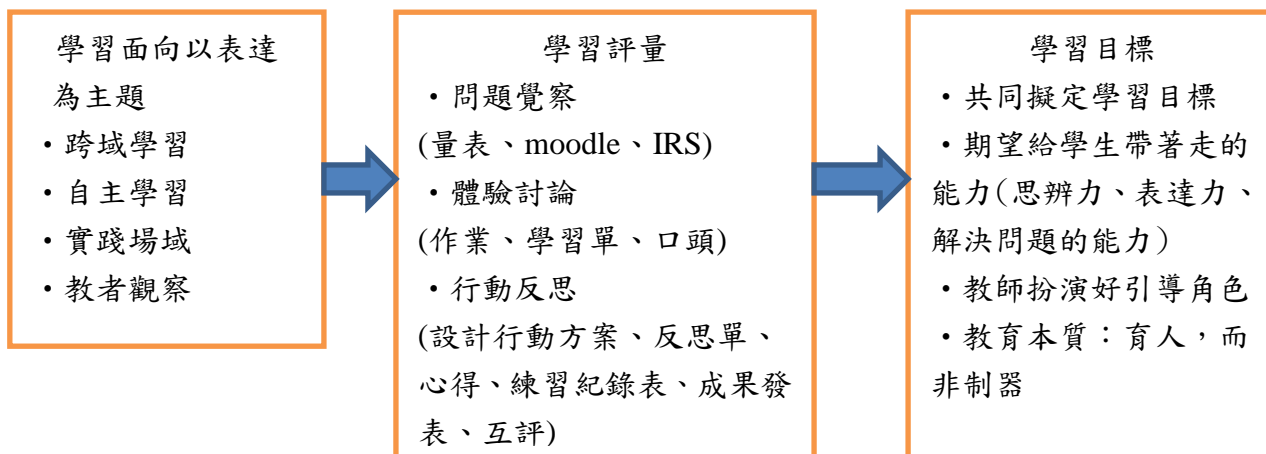 學習面向以表達
為主題
・跨域學習
・自主學習
・實踐場域
・教者觀察
學習評量
・問題覺察
(量表、moodle、IRS)
・體驗討論
(作業、學習單、口頭)
・行動反思
(設計行動方案、反思單、
心得、練習紀錄表、成果發
表、互評)
學習目標
・共同擬定學習目標
・期望給學生帶著走的
能力(思辨力、表達力、
解決問題的能力)
・教師扮演好引導角色
・教育本質：育人，而
非制器